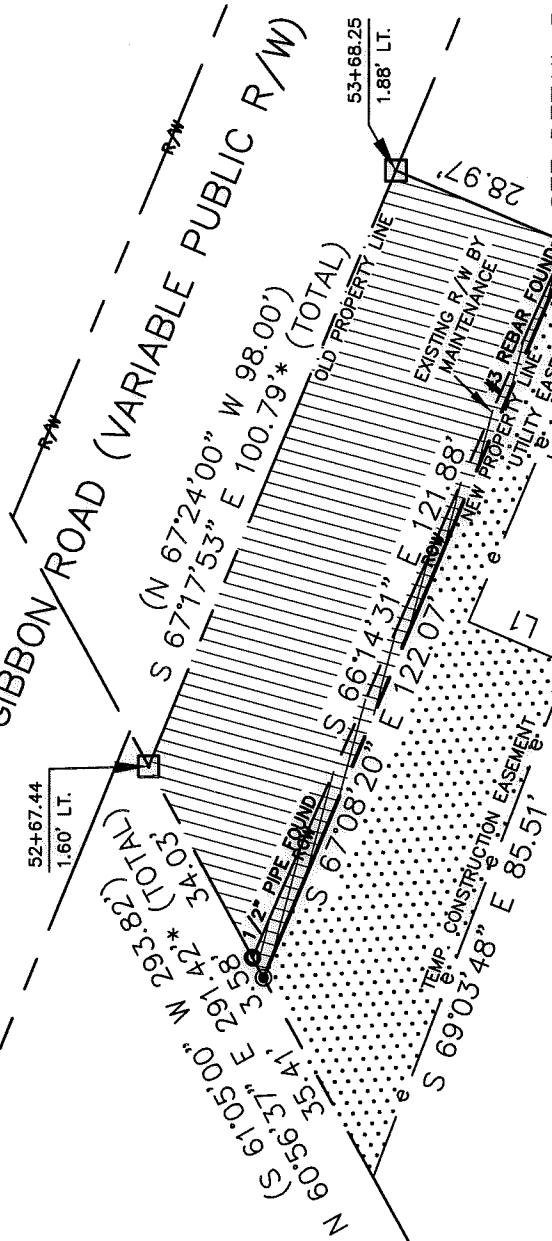 GIBBON ROAD (VARIABLE PUBLIC R/W)
R/W
R/W
52+67.44
1.60' LT.
53+68.25
1.88' LT.
(N 67°24'00" W 98.00')
S 67°17'53" E 100.79'* (TOTAL)
OLD PROPERTY LINE
28.97'
EXISTING R/W BY
MAINTENANCE
#3 REBAR FOUND
NEW PROPERTY LINE
1/2" PIPE FOUND
ROW
ROW
S 66°14'31" E 121.88'
S 67°08'20" E 122.07'
(S 61°05'00" W 293.82')
N 60°56'37" E 291.42'* (TOTAL)
34.03'
3.58'
35.41'
TEMP. CONSTRUCTION EASEMENT
S 69°03'48" E 85.51'
L1
e
e
e
e
e
e